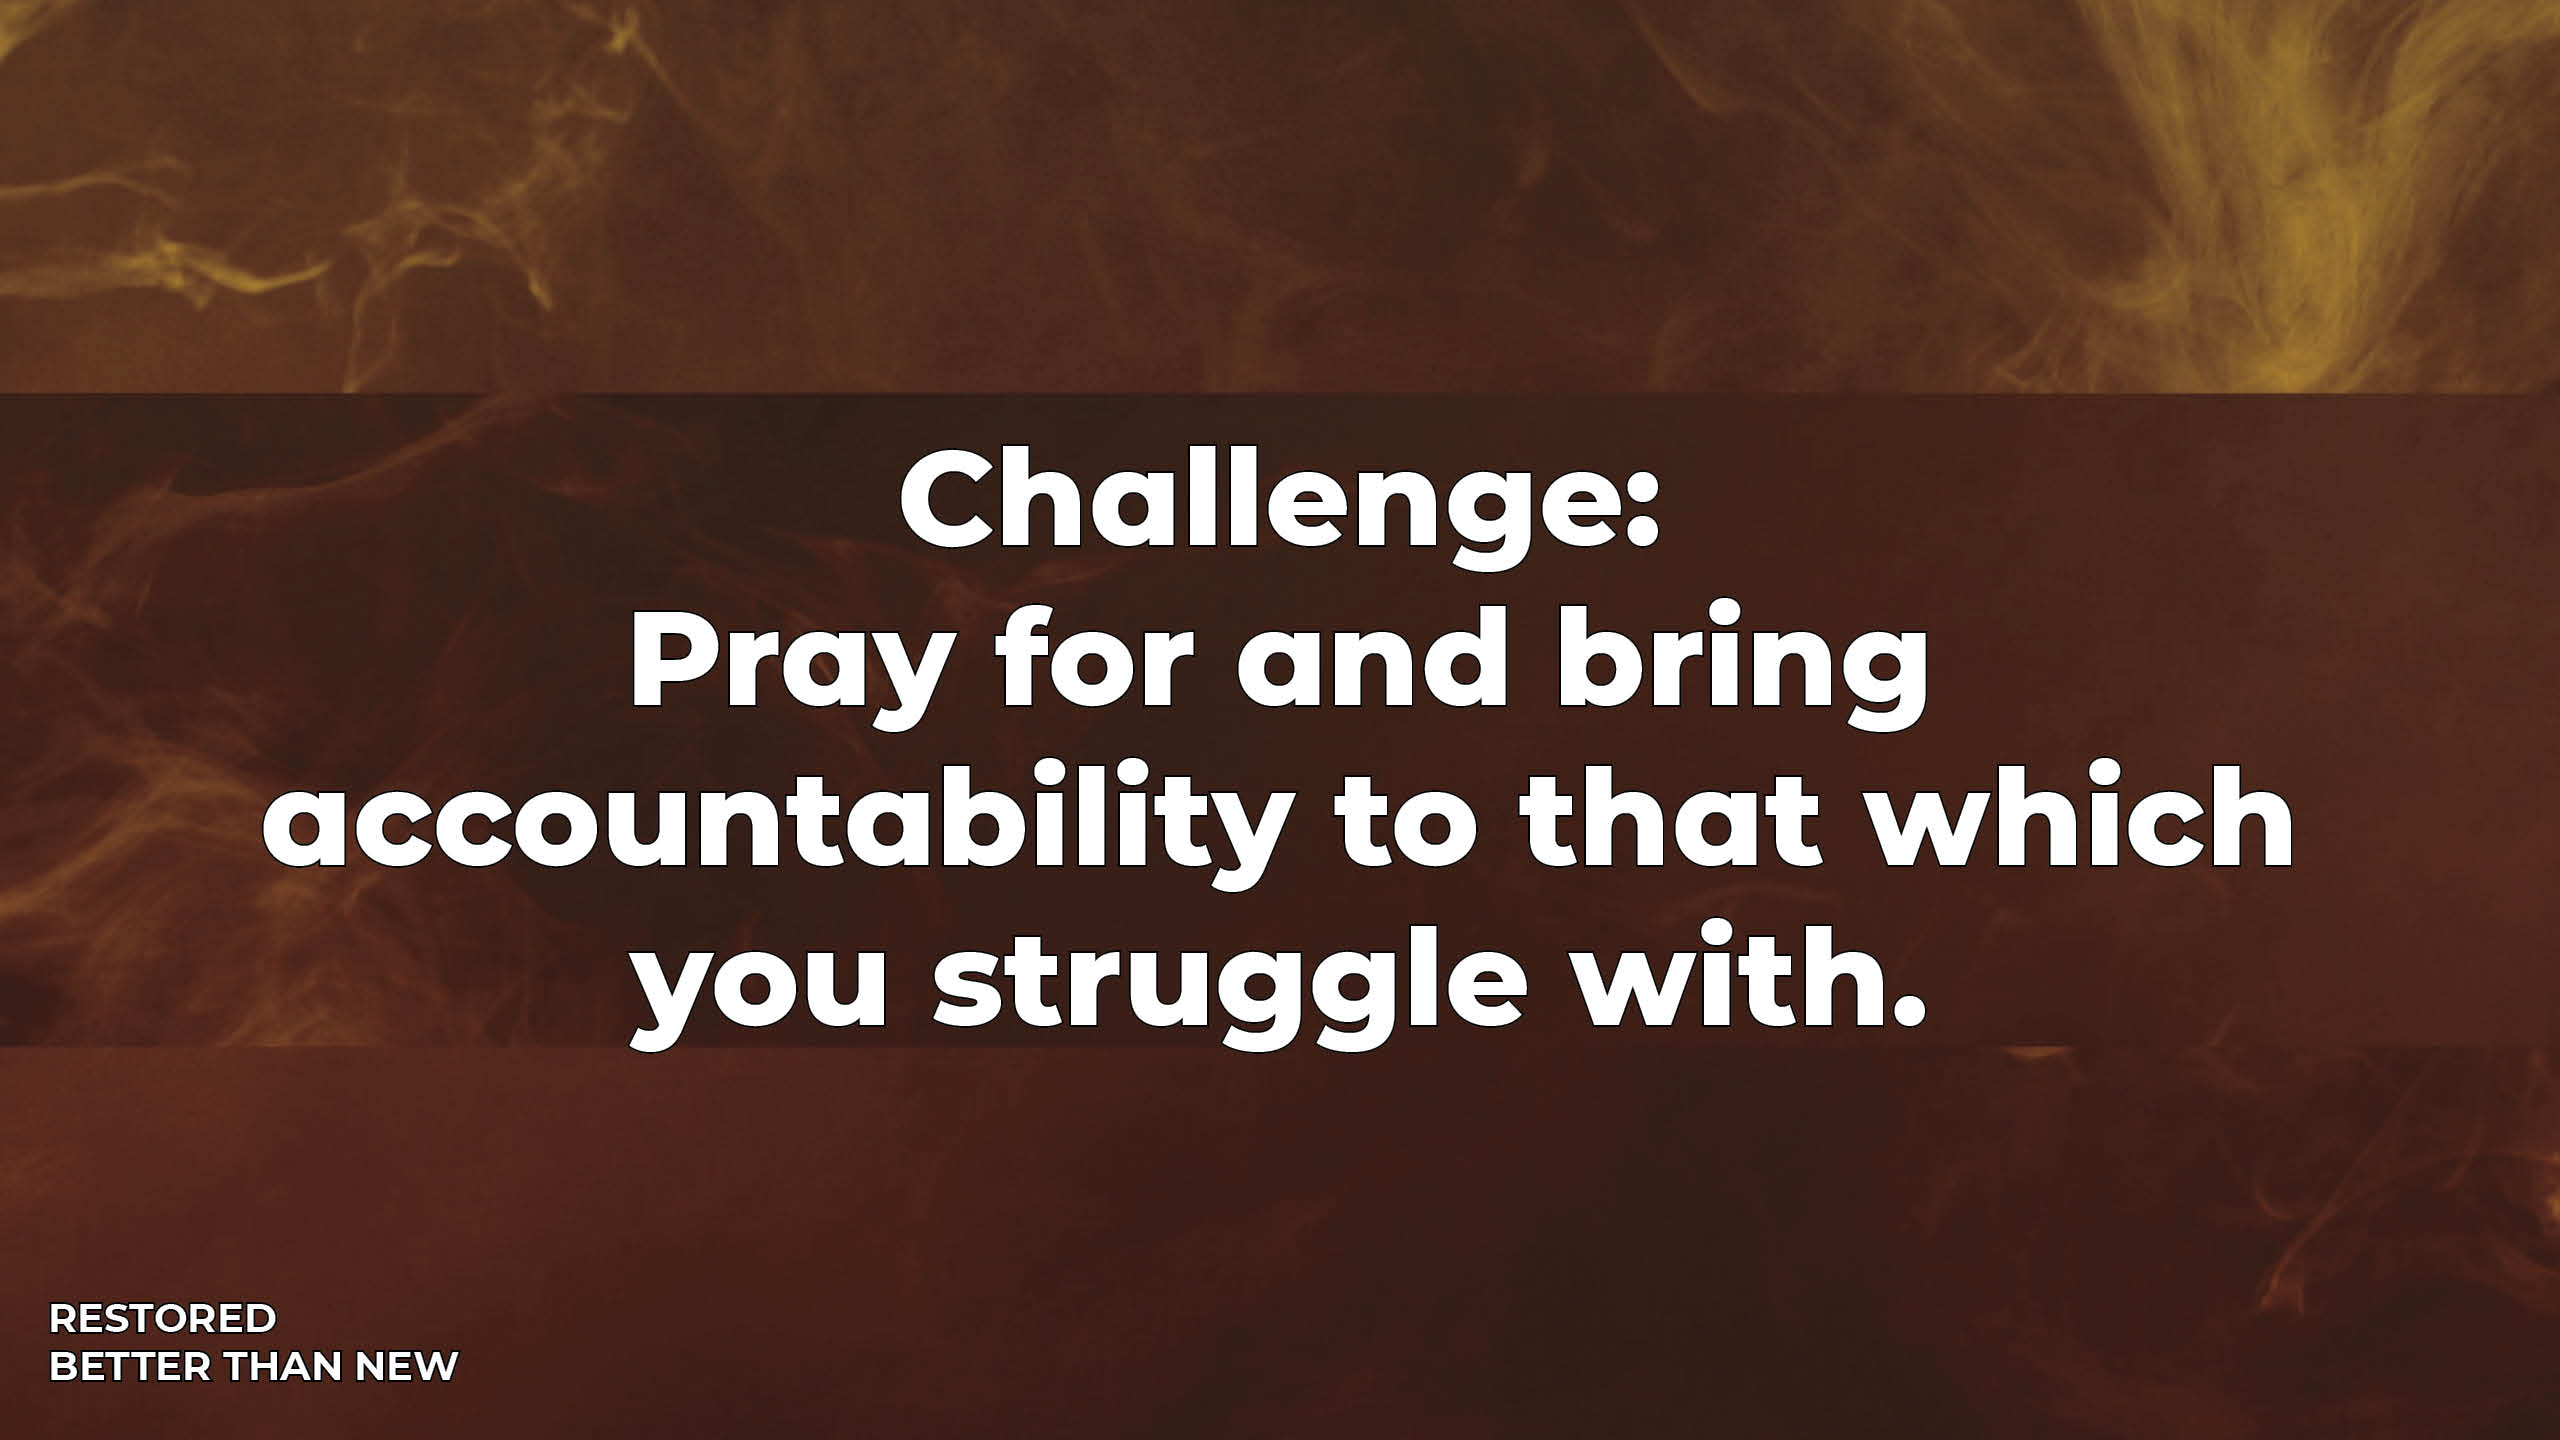 Challenge:
Pray for and bring
accountability to that which
you struggle with.
RESTORED
BETTER THAN NEW